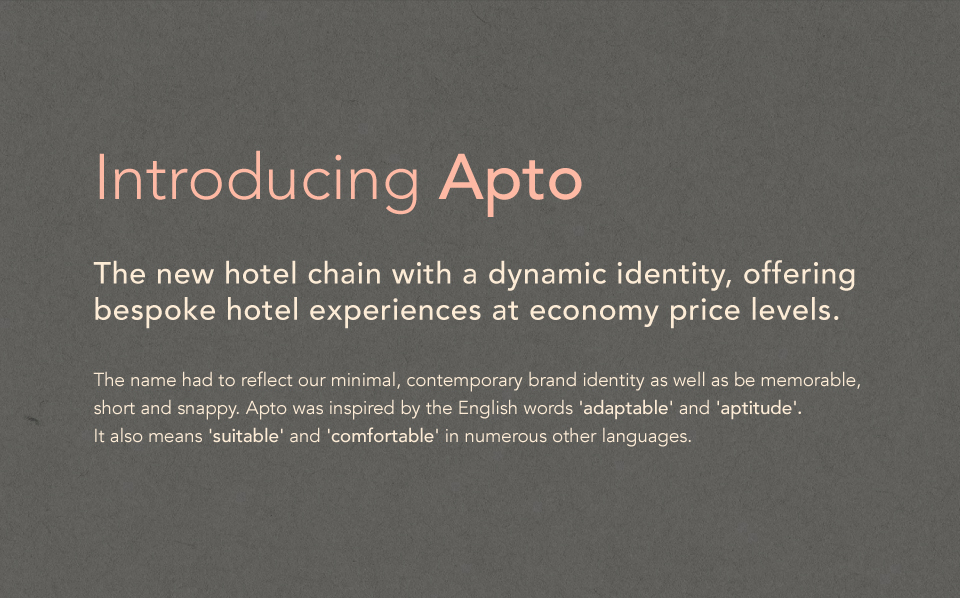 Introducing Apto
The new hotel chain with a dynamic identity, offering
bespoke hotel experiences at economy price levels.
The name had to reflect our minimal, contemporary brand identity as well as be memorable,
short and snappy. Apto was inspired by the English words 'adaptable' and 'aptitude'.
It also means 'suitable' and 'comfortable' in numerous other languages.